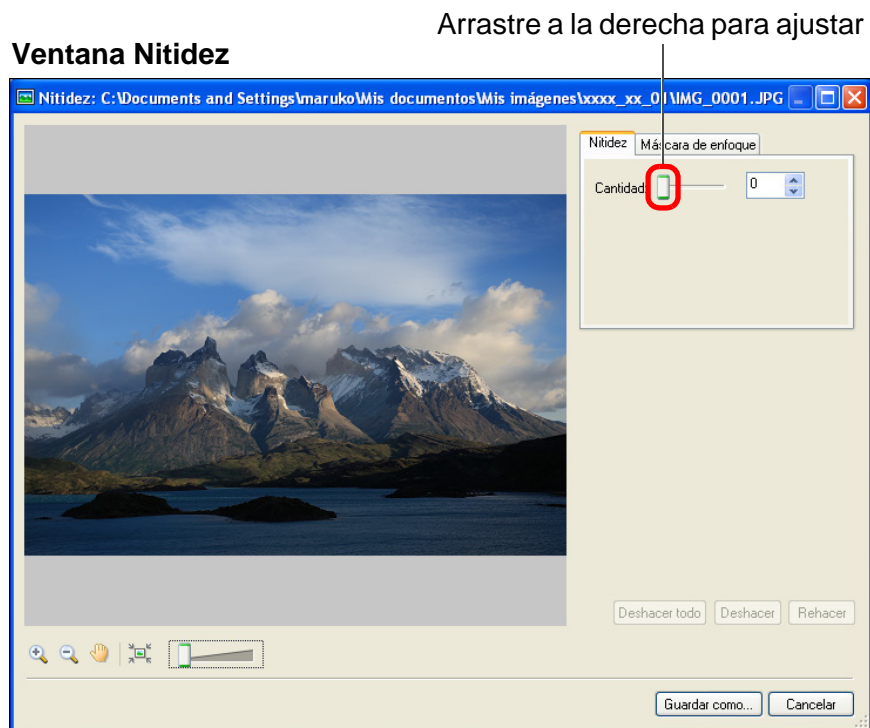 Arrastre a la derecha para ajustar
Ventana Nitidez
Nitidez: C:\Documents and Settings\maruko\Mis documentos\Mis imágenes\xxxx_xx_01\IMG_0001.JPG
Nitidez Máscara de enfoque
Cantidad: 0
Deshacer todo Deshacer Rehacer
Guardar como... Cancelar